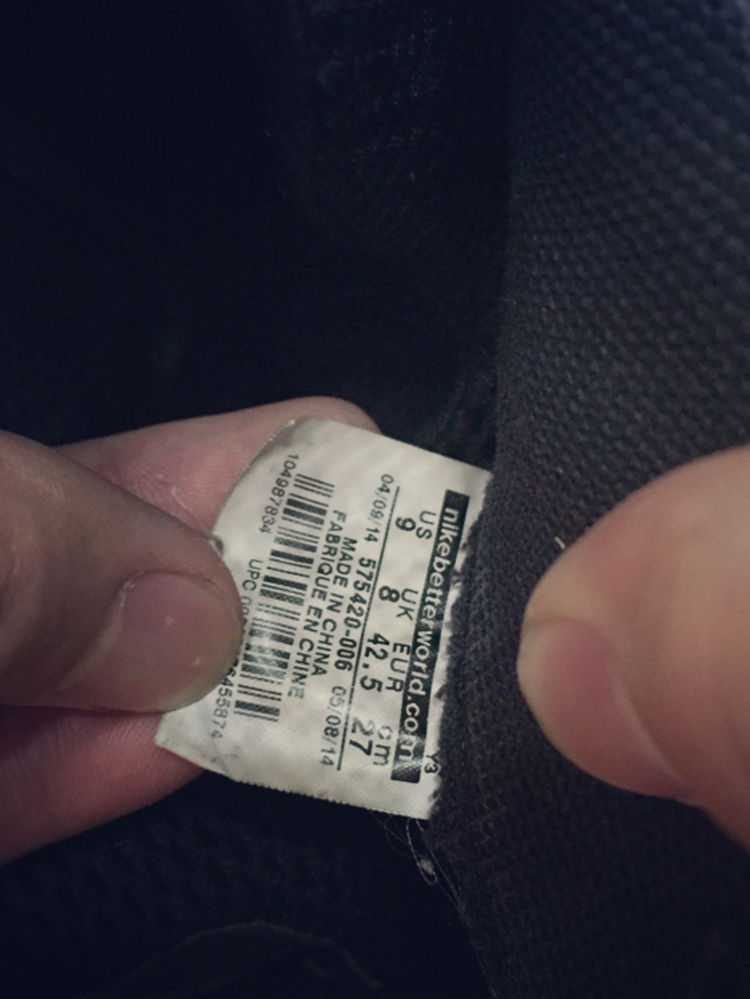 nikebetterworld.com
Y3
US UK EUR cm
9 8 42.5 27
04/09/14 575420-006 05/08/14
MADE IN CHINA
FABRIQUE EN CHINE
104987834
UPC